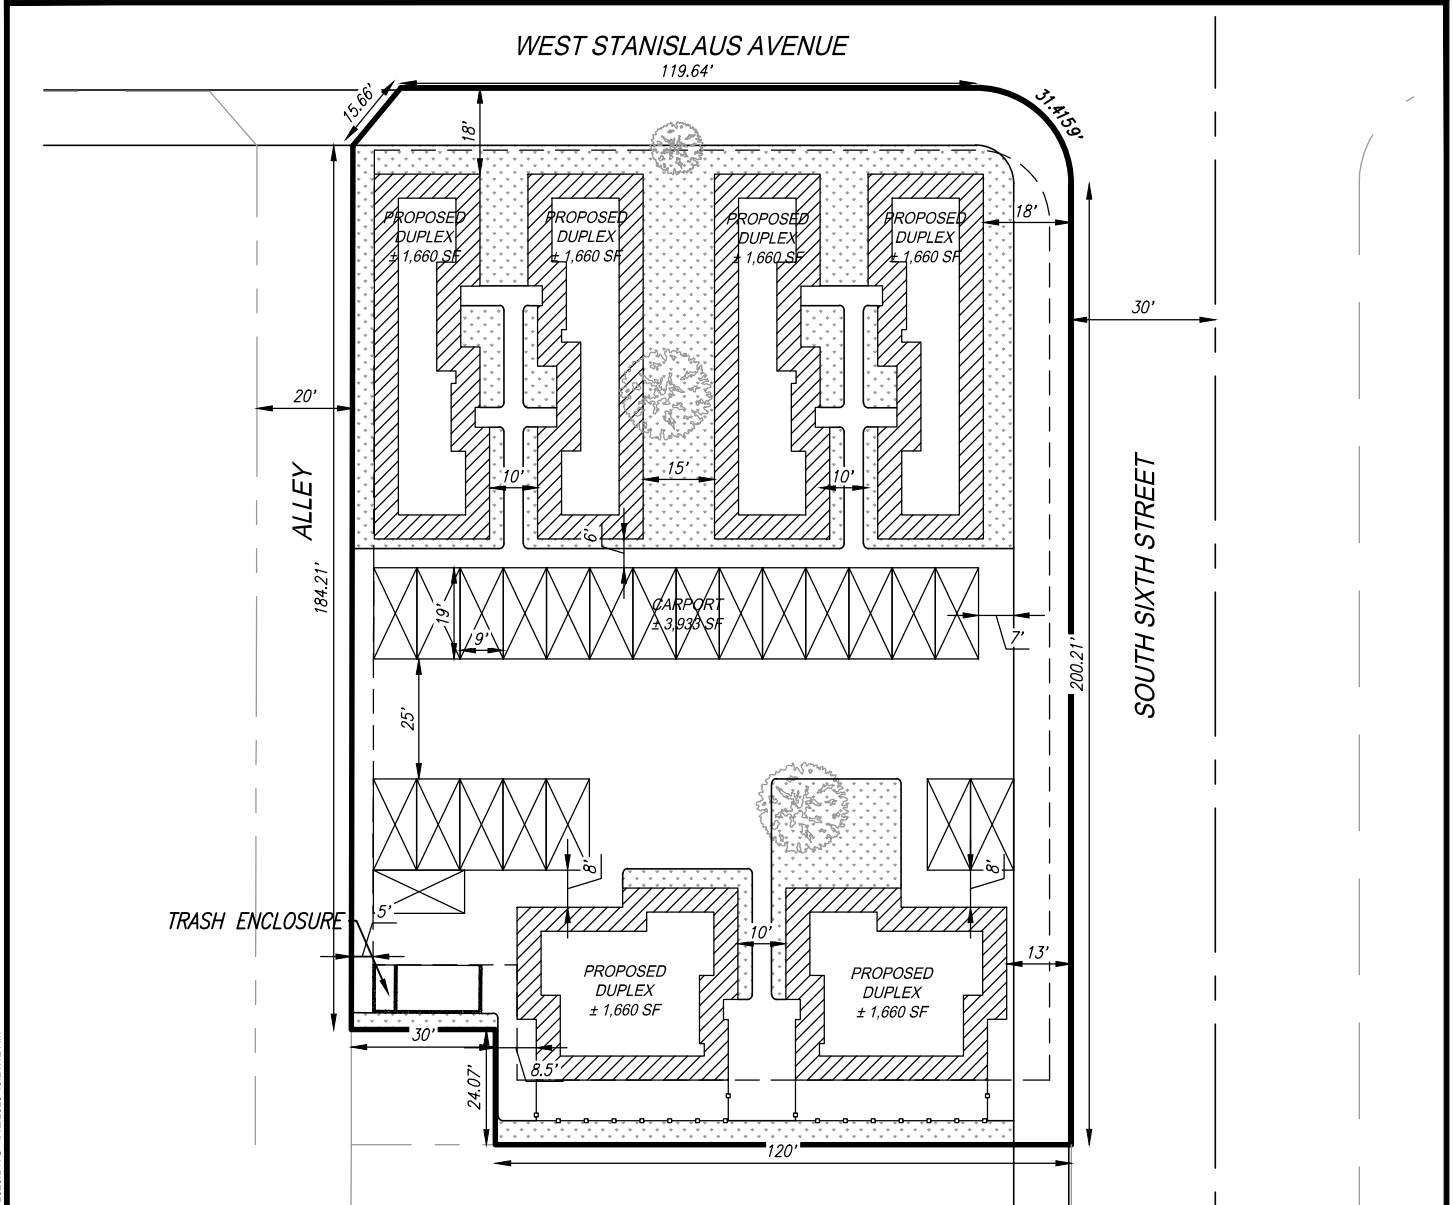 WEST STANISLAUS AVENUE
119.64'
15.66'
31.4159'
18'
PROPOSED
DUPLEX
± 1,660 SF
PROPOSED
DUPLEX
± 1,660 SF
PROPOSED
DUPLEX
± 1,660 SF
PROPOSED
DUPLEX
± 1,660 SF
18'
30'
20'
ALLEY
10'
15'
10'
SOUTH SIXTH STREET
6'
184.21'
19'
9'
CARPORT
± 3,933 SF
7'
200.21'
25'
8'
8'
TRASH ENCLOSURE
5'
10'
13'
PROPOSED
DUPLEX
± 1,660 SF
PROPOSED
DUPLEX
± 1,660 SF
30'
8.5'
24.07'
120'